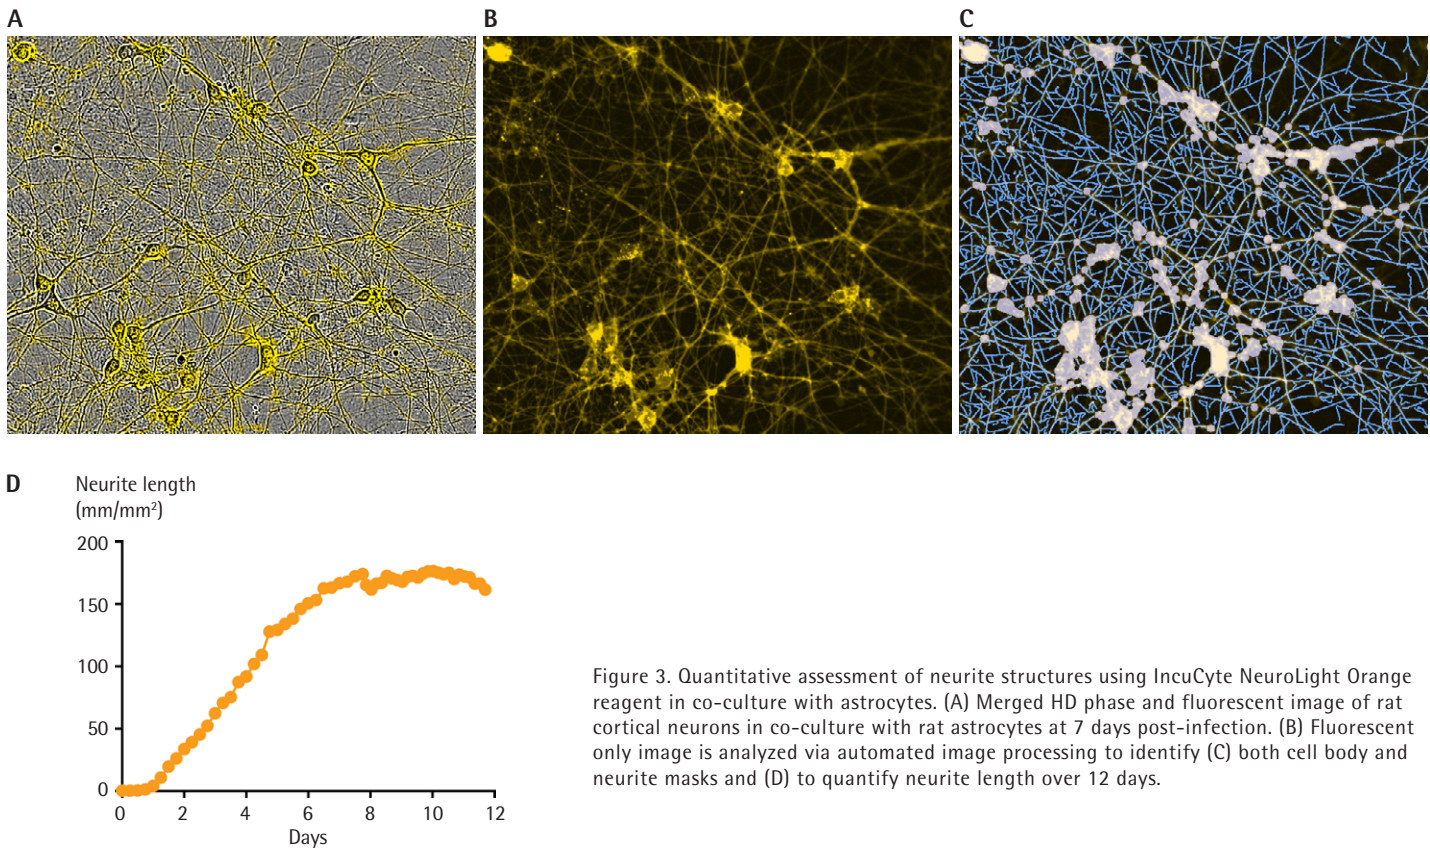 A
B
C
D
Neurite length
(mm/mm²)
200
150
100
50
0
0 2 4 6 8 10 12
Days
Figure 3. Quantitative assessment of neurite structures using IncuCyte NeuroLight Orange
reagent in co-culture with astrocytes. (A) Merged HD phase and fluorescent image of rat
cortical neurons in co-culture with rat astrocytes at 7 days post-infection. (B) Fluorescent
only image is analyzed via automated image processing to identify (C) both cell body and
neurite masks and (D) to quantify neurite length over 12 days.